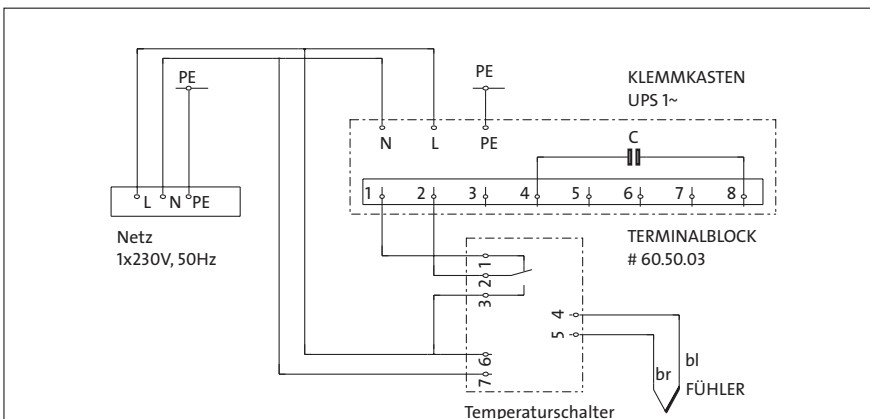 PE
PE
KLEMMKASTEN
UPS 1~
N L PE
C
1 2 3 4 5 6 7 8
L N PE
Netz
1x230V, 50Hz
TERMINALBLOCK
# 60.50.03
1
2
3
4
5
6
7
br
bl
FÜHLER
Temperaturschalter